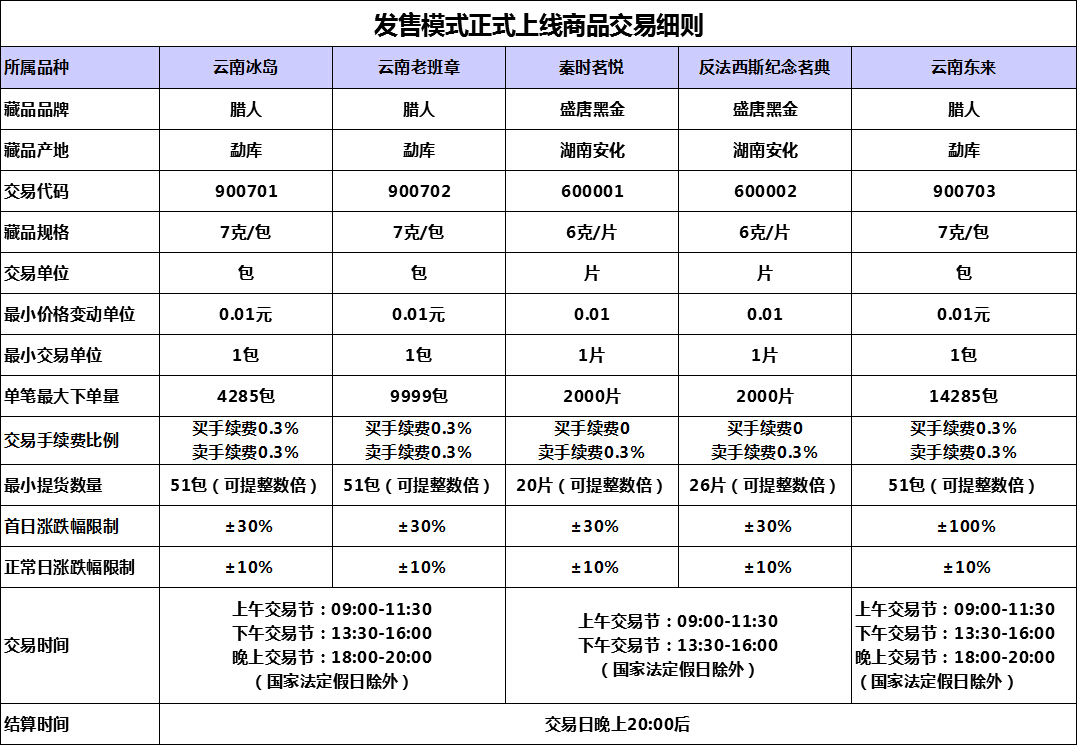 发售模式正式上线商品交易细则
所属品种 云南冰岛 云南老班章 秦时茗悦 反法西斯纪念茗典 云南东来
藏品品牌 腊人 腊人 盛唐黑金 盛唐黑金 腊人
藏品产地 勐库 勐库 湖南安化 湖南安化 勐库
交易代码 900701 900702 600001 600002 900703
藏品规格 7克/包 7克/包 6克/片 6克/片 7克/包
交易单位 包 包 片 片 包
最小价格变动单位 0.01元 0.01元 0.01 0.01 0.01元
最小交易单位 1包 1包 1片 1片 1包
单笔最大下单量 4285包 9999包 2000片 2000片 14285包
交易手续费比例
买手续费0.3% 买手续费0.3% 买手续费0 买手续费0 买手续费0.3%
卖手续费0.3% 卖手续费0.3% 卖手续费0.3% 卖手续费0.3% 卖手续费0.3%
最小提货数量 51包（可提整数倍） 51包（可提整数倍） 20片（可提整数倍） 26片（可提整数倍） 51包（可提整数倍）
首日涨跌幅限制 ±30% ±30% ±30% ±30% ±100%
正常日涨跌幅限制 ±10% ±10% ±10% ±10% ±10%
交易时间
上午交易节：09:00-11:30
下午交易节：13:30-16:00
晚上交易节：18:00-20:00
（国家法定假日除外）
上午交易节：09:00-11:30
下午交易节：13:30-16:00
（国家法定假日除外）
上午交易节：09:00-11:30
下午交易节：13:30-16:00
晚上交易节：18:00-20:00
（国家法定假日除外）
结算时间 交易日晚上20:00后